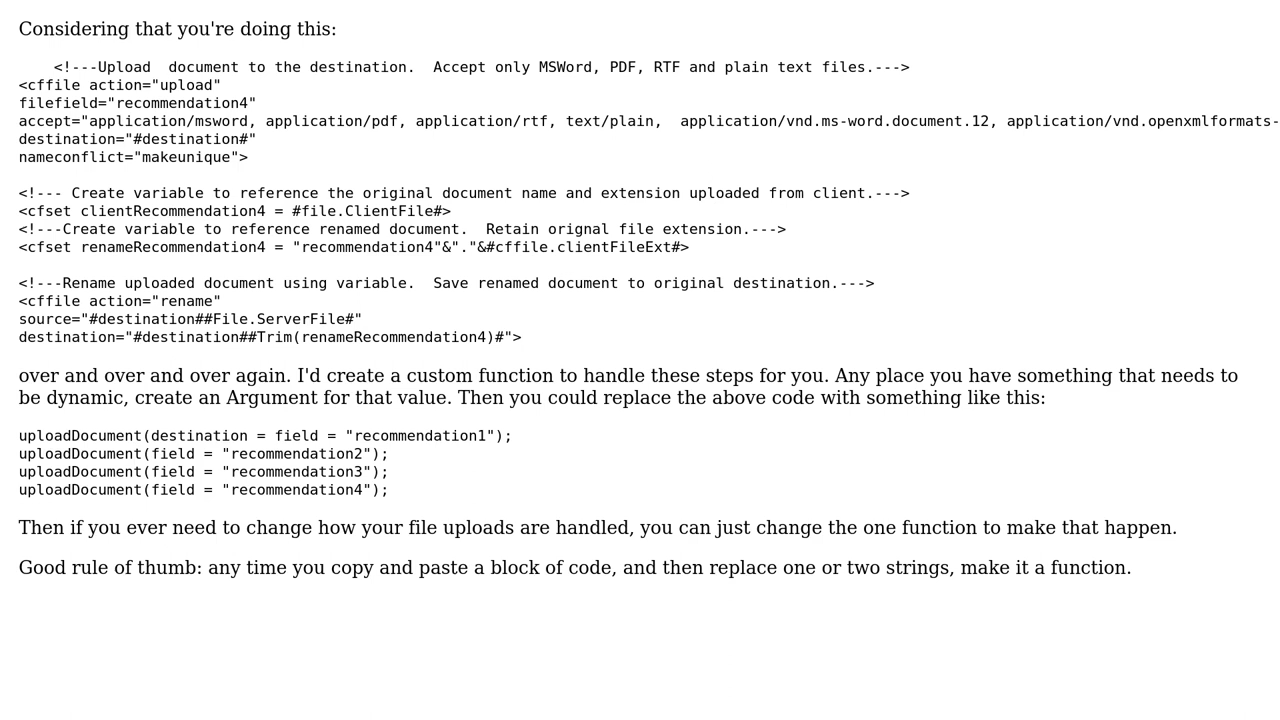 Considering that you're doing this:
    <!---Upload  document to the destination.  Accept only MSWord, PDF, RTF and plain text files.--->
<cffile action="upload"
filefield="recommendation4"
accept="application/msword, application/pdf, application/rtf, text/plain,  application/vnd.ms-word.document.12, application/vnd.openxmlformats-
destination="#destination#"
nameconflict="makeunique">
<!--- Create variable to reference the original document name and extension uploaded from client.--->
<cfset clientRecommendation4 = #file.ClientFile#>
<!---Create variable to reference renamed document.  Retain orignal file extension.--->
<cfset renameRecommendation4 = "recommendation4"&"."&#cffile.clientFileExt#>
<!---Rename uploaded document using variable.  Save renamed document to original destination.--->
<cffile action="rename"
source="#destination##File.ServerFile#"
destination="#destination##Trim(renameRecommendation4)#">
over and over and over again. I'd create a custom function to handle these steps for you. Any place you have something that needs to
be dynamic, create an Argument for that value. Then you could replace the above code with something like this:
uploadDocument(destination = field = "recommendation1");
uploadDocument(field = "recommendation2");
uploadDocument(field = "recommendation3");
uploadDocument(field = "recommendation4");
Then if you ever need to change how your file uploads are handled, you can just change the one function to make that happen.
Good rule of thumb: any time you copy and paste a block of code, and then replace one or two strings, make it a function.